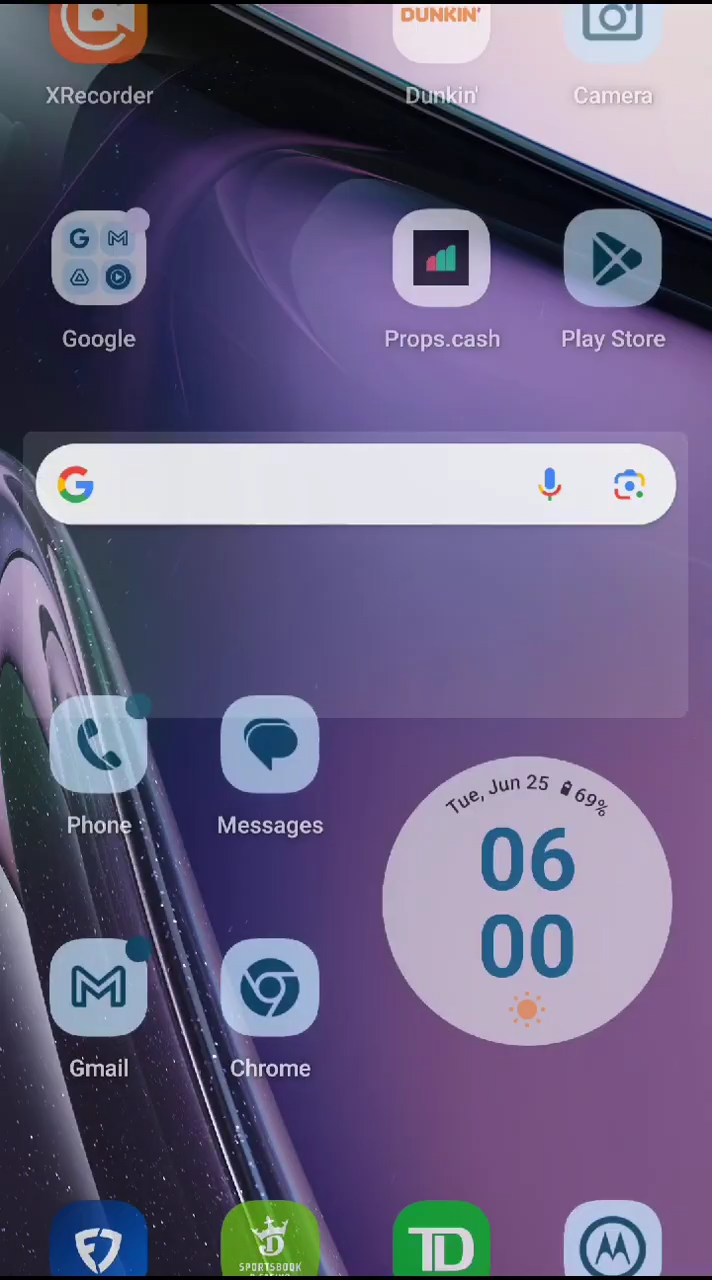 DUNKIN'
XRecorder
Dunkin'
Camera
Google
Props.cash
Play Store
Phone
Messages
Tue, Jun 25 69%
06
00
Gmail
Chrome
SPORTSBOOK
TD